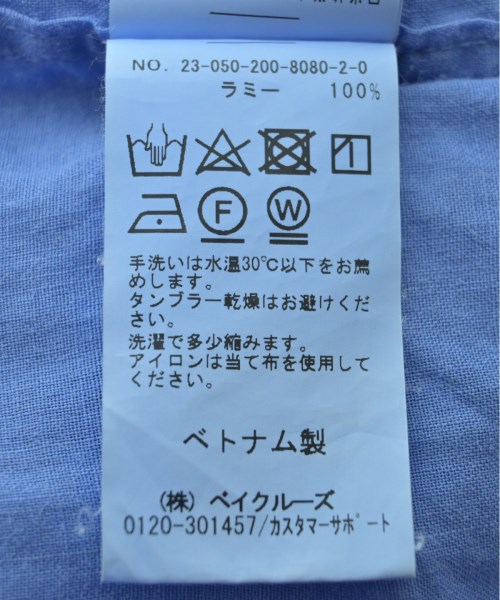 NO. 23-050-200-8080-2-0
ラミー 100%
F
W
手洗いは水温30℃以下をお薦
めします。
タンブラー乾燥はお避けくだ
さい。
洗濯で多少縮みます。
アイロンは当て布を使用して
ください。
ベトナム製
(株) ベイクルーズ
0120-301457/カスタマーサポート